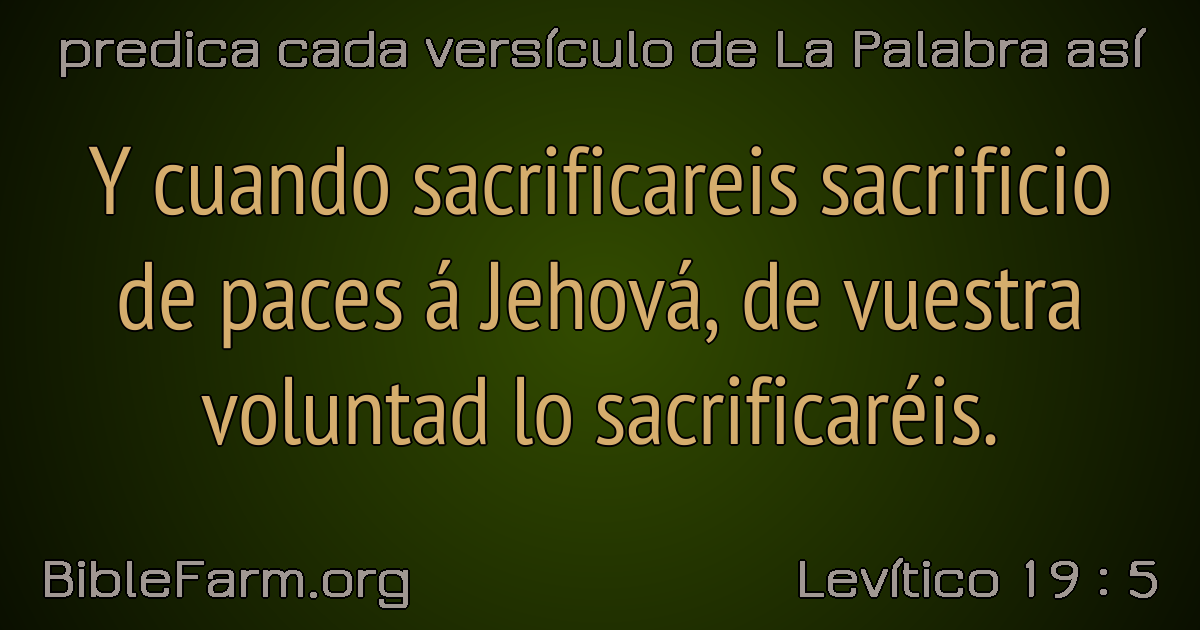 predica cada versículo de La Palabra así
Y cuando sacrificareis sacrificio
de paces á Jehová, de vuestra
voluntad lo sacrificaréis.
BibleFarm.org
Levítico 19 : 5